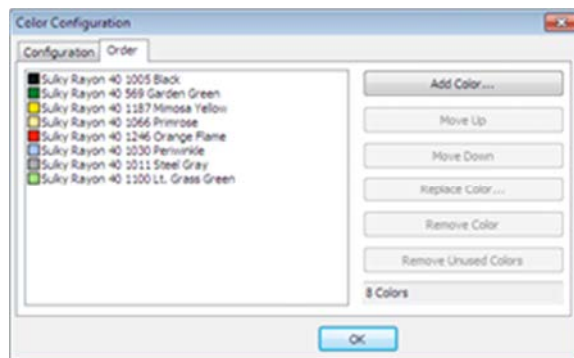 Color Configuration
Configuration
Order
Sulky Rayon 40 1005 Black
Sulky Rayon 40 569 Garden Green
Sulky Rayon 40 1187 Mimosa Yellow
Sulky Rayon 40 1066 Primrose
Sulky Rayon 40 1246 Orange Flame
Sulky Rayon 40 1030 Periwinkle
Sulky Rayon 40 1011 Steel Gray
Sulky Rayon 40 1100 Lt. Grass Green
Add Color...
Move Up
Move Down
Replace Color...
Remove Color
Remove Unused Colors
8 Colors
OK